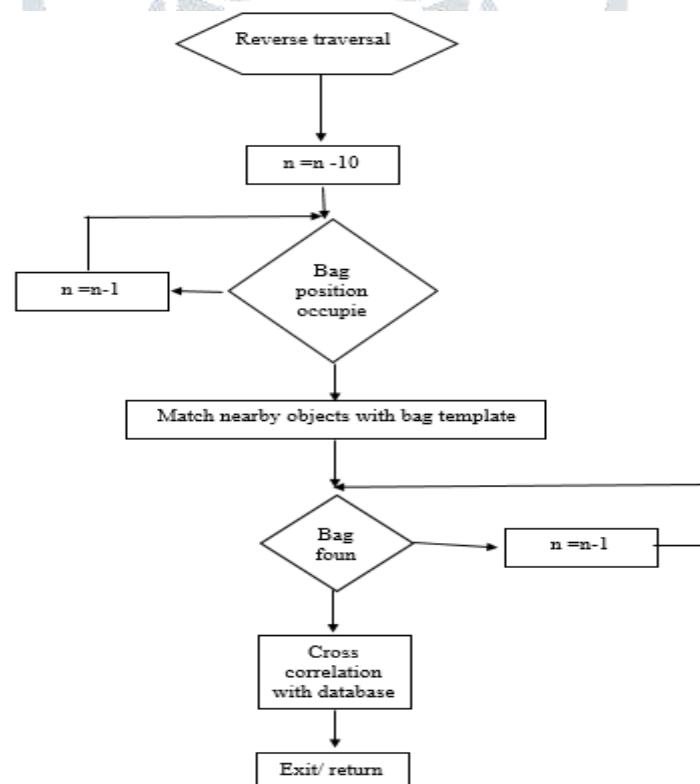 Reverse traversal
n =n -10
Bag
position
occupie
n =n-1
Match nearby objects with bag template
Bag
foun
n =n-1
Cross
correlation
with database
Exit/ return